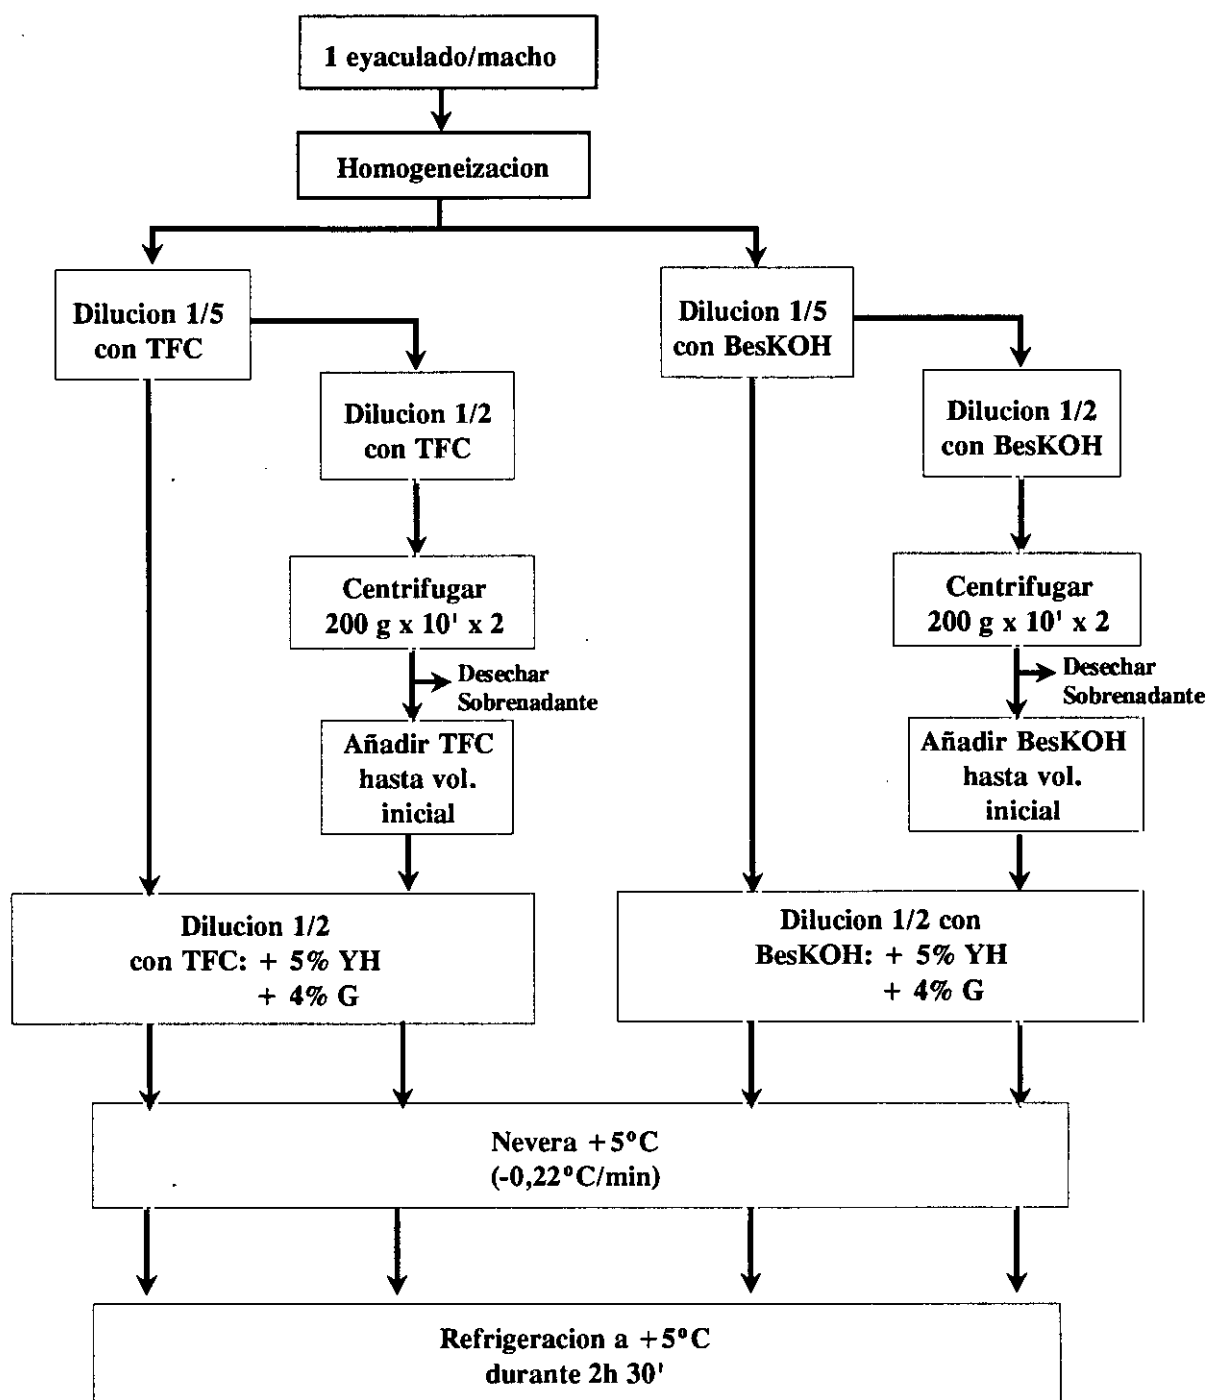 1 eyaculado/macho
Homogeneizacion
Dilucion 1/5
con TFC
Dilucion 1/2
con TFC
Centrifugar
200 g x 10' x 2
Desechar
Sobrenadante
Añadir TFC
hasta vol.
inicial
Dilucion 1/5
con BesKOH
Dilucion 1/2
con BesKOH
Centrifugar
200 g x 10' x 2
Desechar
Sobrenadante
Añadir BesKOH
hasta vol.
inicial
Dilucion 1/2
con TFC: + 5% YH
+ 4% G
Dilucion 1/2 con
BesKOH: + 5% YH
+ 4% G
Nevera +5ºC
(-0,22ºC/min)
Refrigeracion a +5ºC
durante 2h 30'